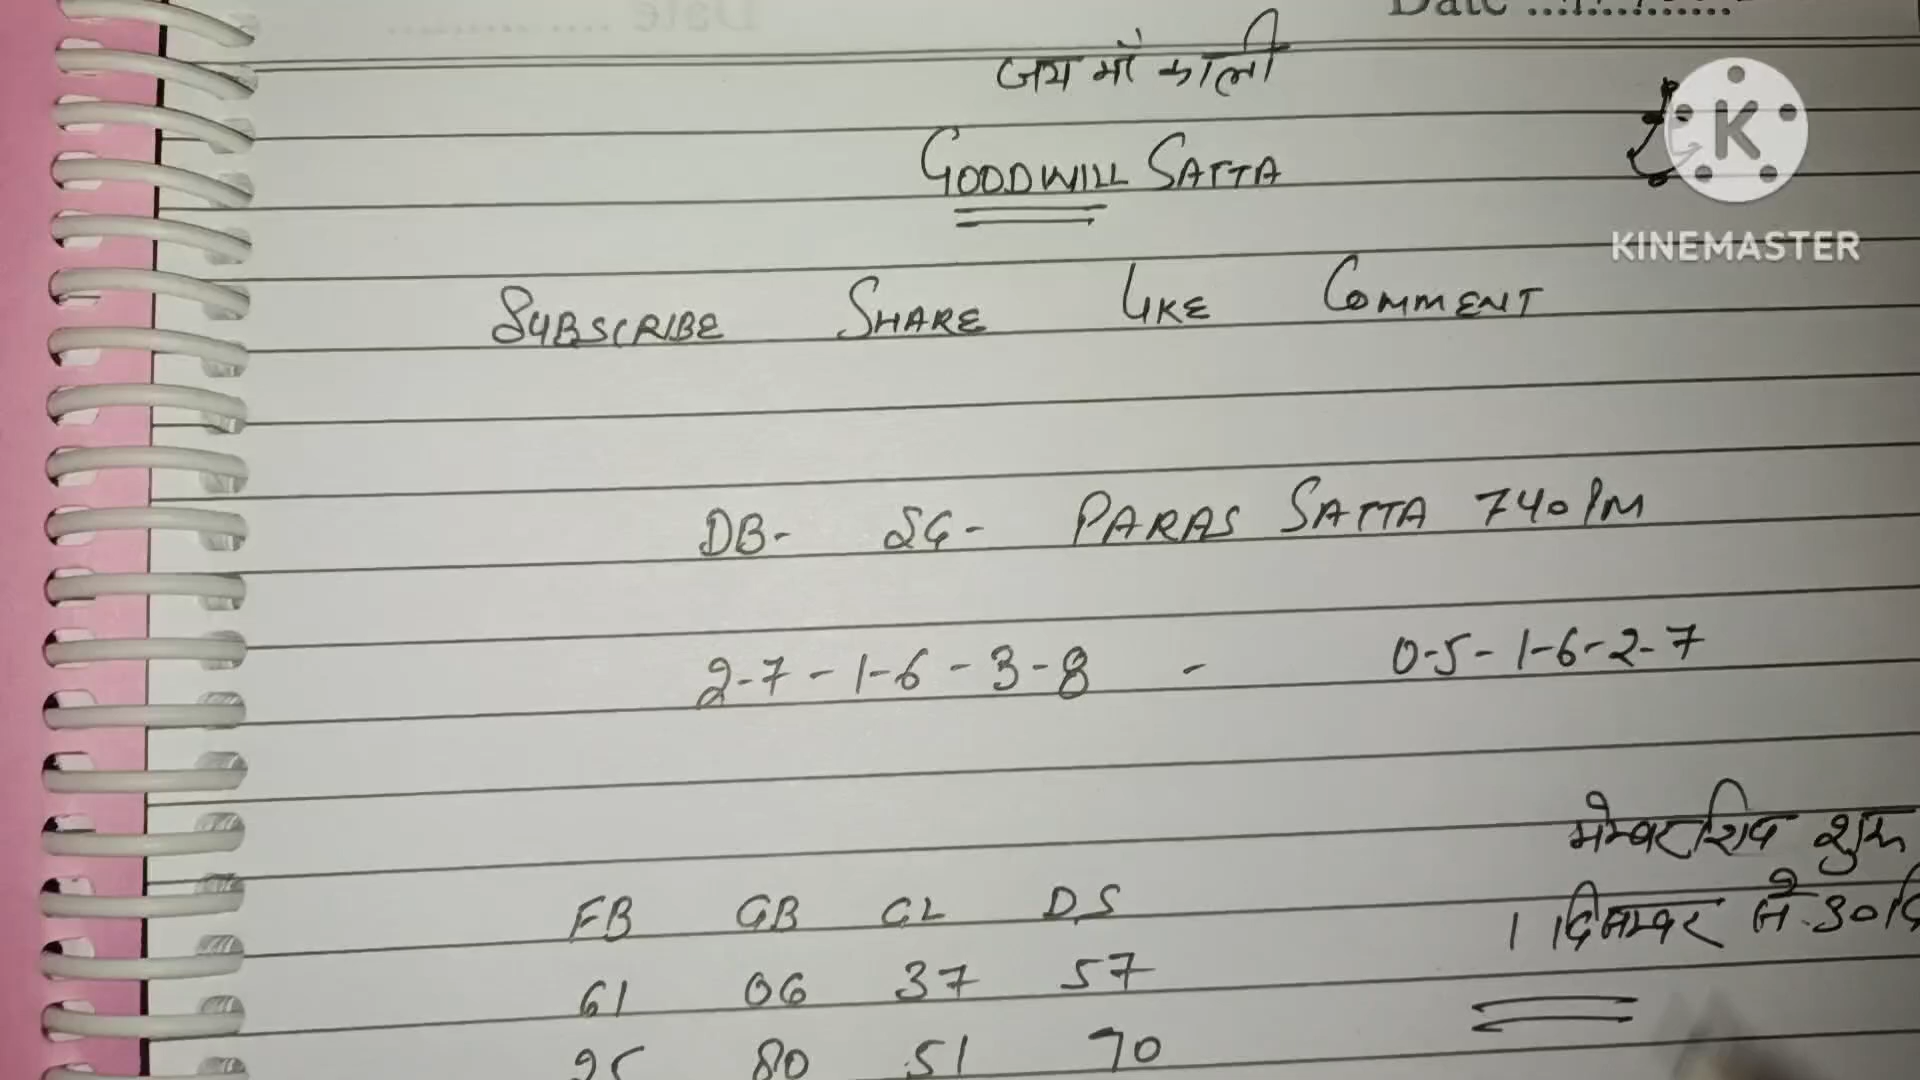 Date ................
जय माँ काली
GOODWILL SATTA
KINEMASTER
SUBSCRIBE SHARE LIKE COMMENT
DB- SG- PARAS SATTA 740PM
2-7-1-6-3-8 - 0-5-1-6-2-7
मेम्बरशिप शुरू
1 दिसम्बर से 30 दि
FB GB GL DS
61 06 37 57
80 51 70